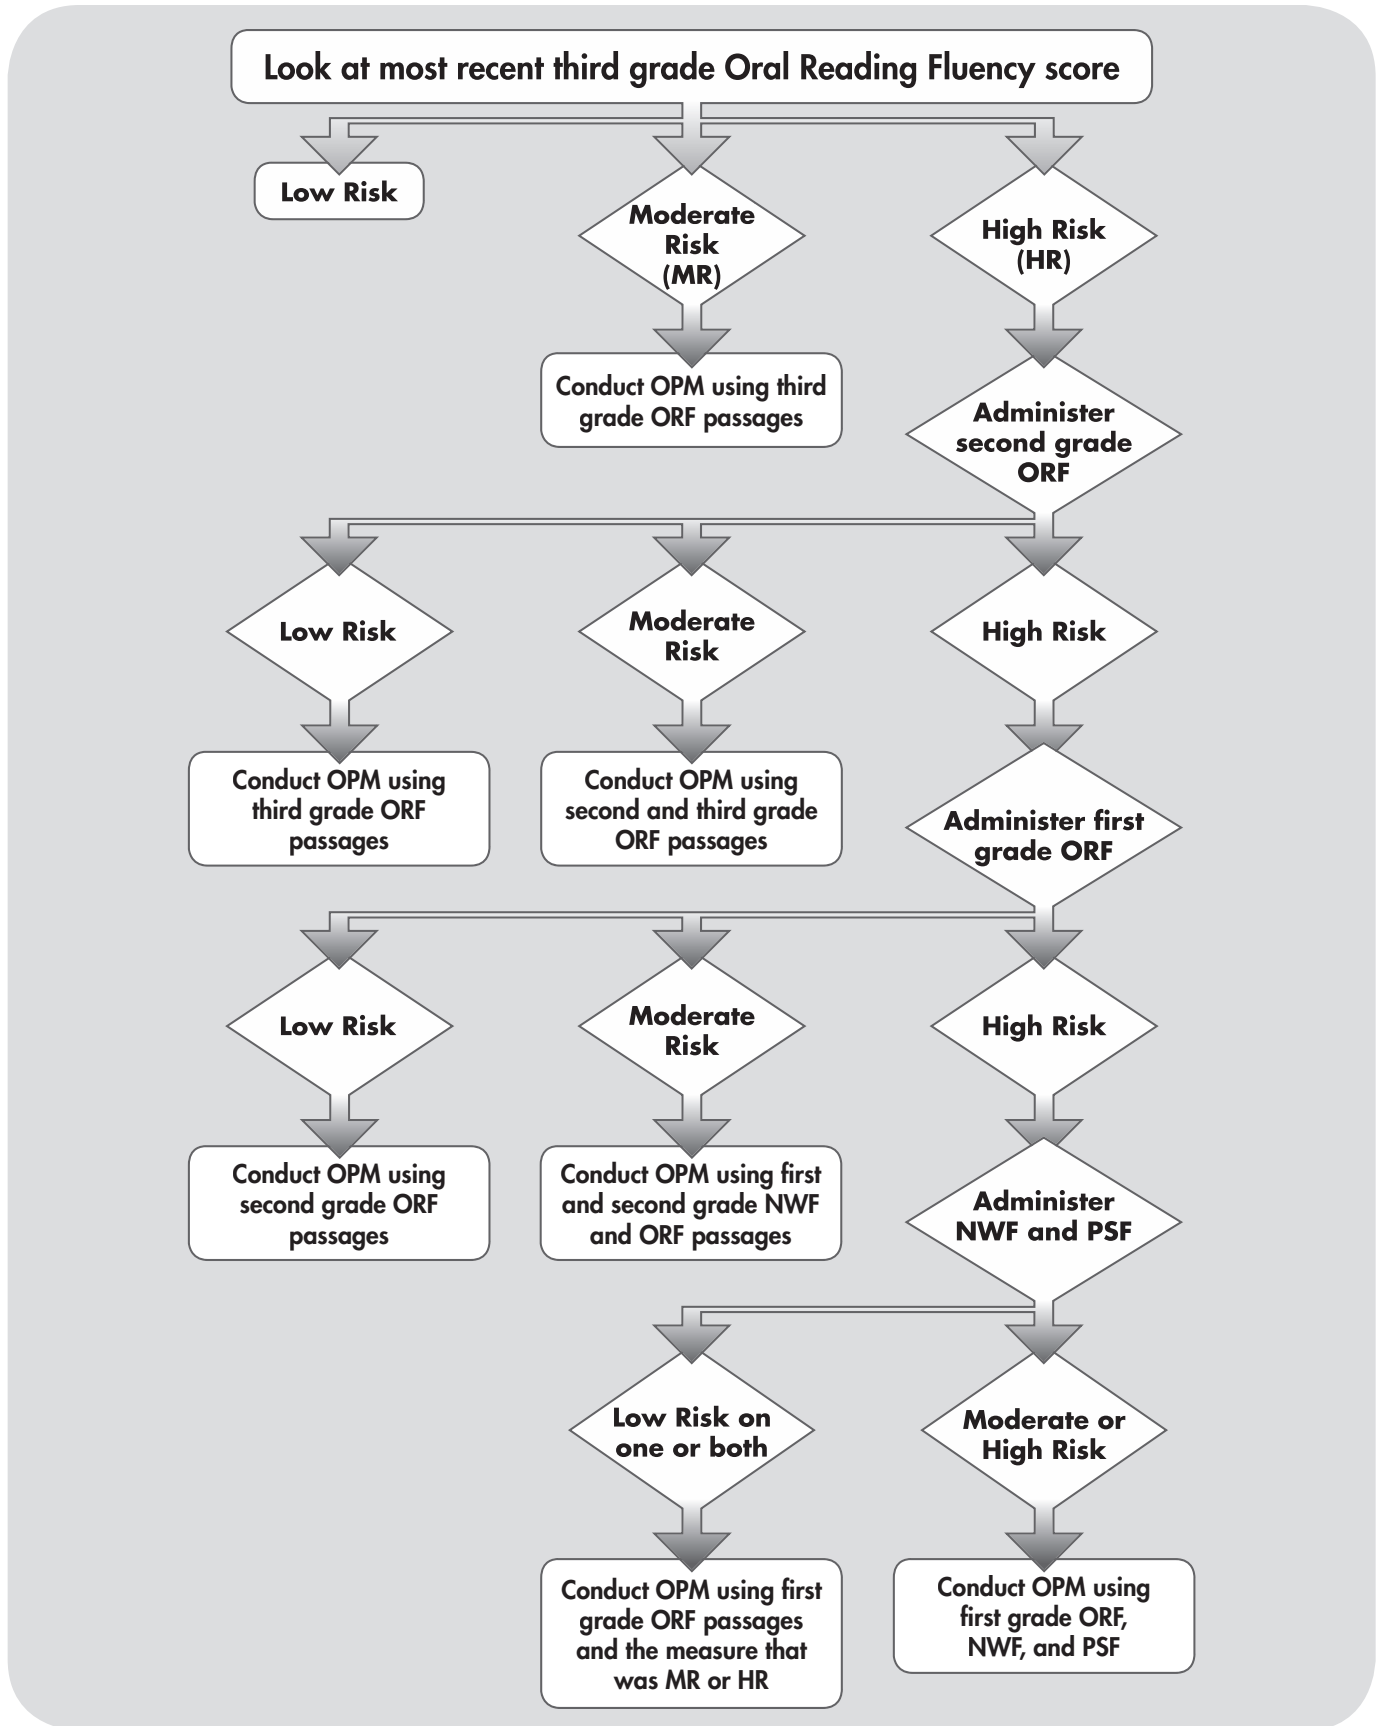 Look at most recent third grade Oral Reading Fluency score
Low Risk
Moderate
Risk
(MR)
High Risk
(HR)
Conduct OPM using third
grade ORF passages
Administer
second grade
ORF
Low Risk
Moderate
Risk
High Risk
Conduct OPM using
third grade ORF
passages
Conduct OPM using
second and third grade
ORF passages
Administer first
grade ORF
Low Risk
Moderate
Risk
High Risk
Conduct OPM using
second grade ORF
passages
Conduct OPM using first
and second grade NWF
and ORF passages
Administer
NWF and PSF
Low Risk on
one or both
Moderate or
High Risk
Conduct OPM using first
grade ORF passages
and the measure that
was MR or HR
Conduct OPM using
first grade ORF,
NWF, and PSF